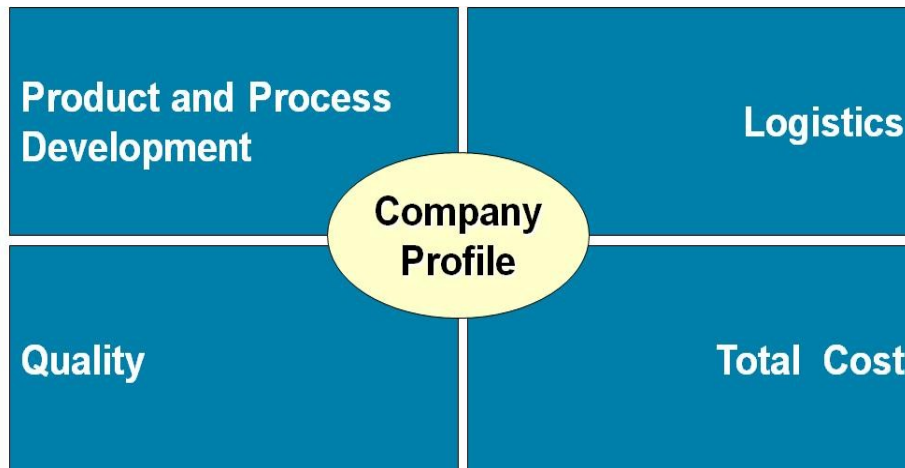 Product and Process
Development
Logistics
Company
Profile
Quality
Total Cost